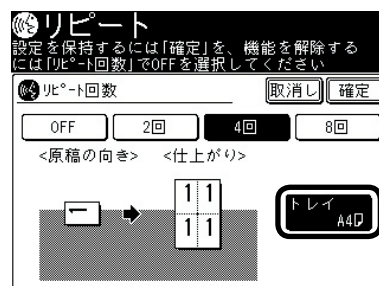 リピート
設定を保持するには「確定」を、機能を解除する
には「リピート回数」でOFFを選択してください
リピート回数
取消し 確定
OFF 2回 4回 8回
<原稿の向き> <仕上がり>
1 1
1 1 1
トレイ
A4